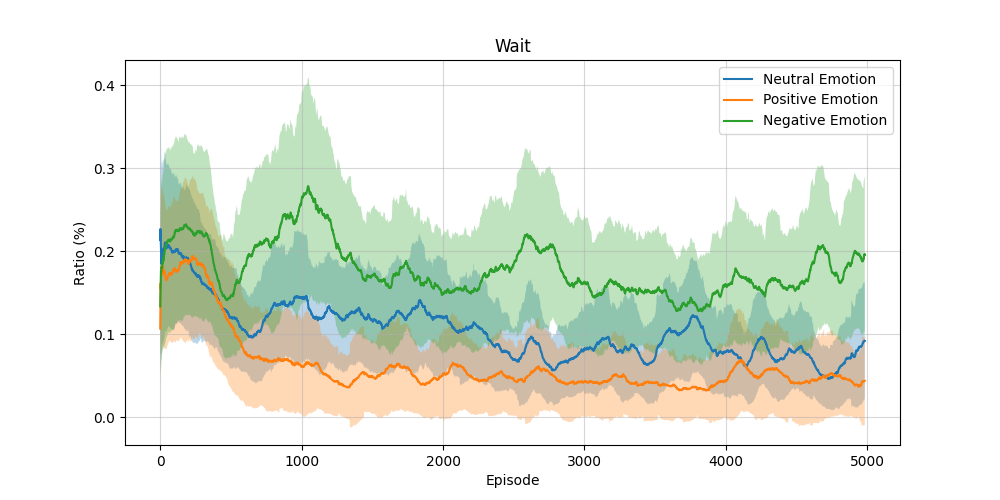 Wait
Neutral Emotion
Positive Emotion
Negative Emotion
Ratio (%)
0.4
0.3
0.2
0.1
0.0
0 1000 2000 3000 4000 5000
Episode